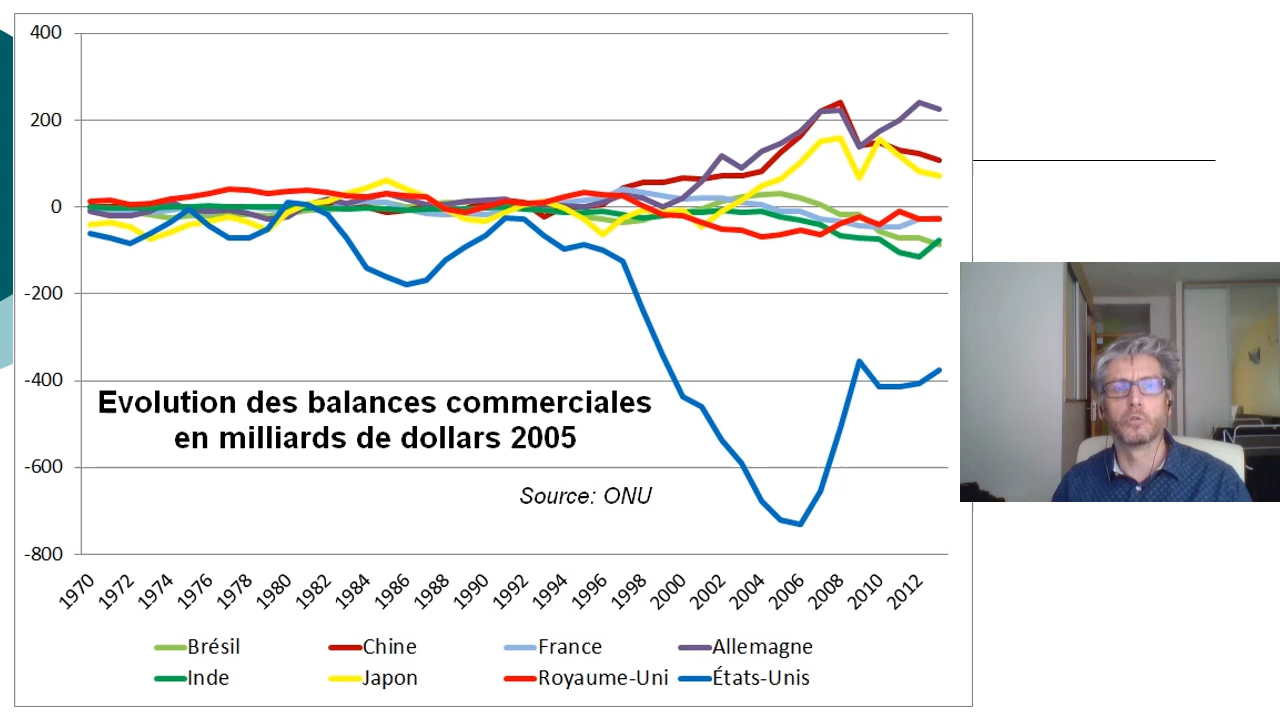 400
200
0
-200
-400
-600
-800
Evolution des balances commerciales
en milliards de dollars 2005
Source: ONU
1970 1972 1974 1976 1978 1980 1982 1984 1986 1988 1990 1992 1994 1996 1998 2000 2002 2004 2006 2008 2010 2012
Brésil Chine France Allemagne
Inde Japon Royaume-Uni États-Unis